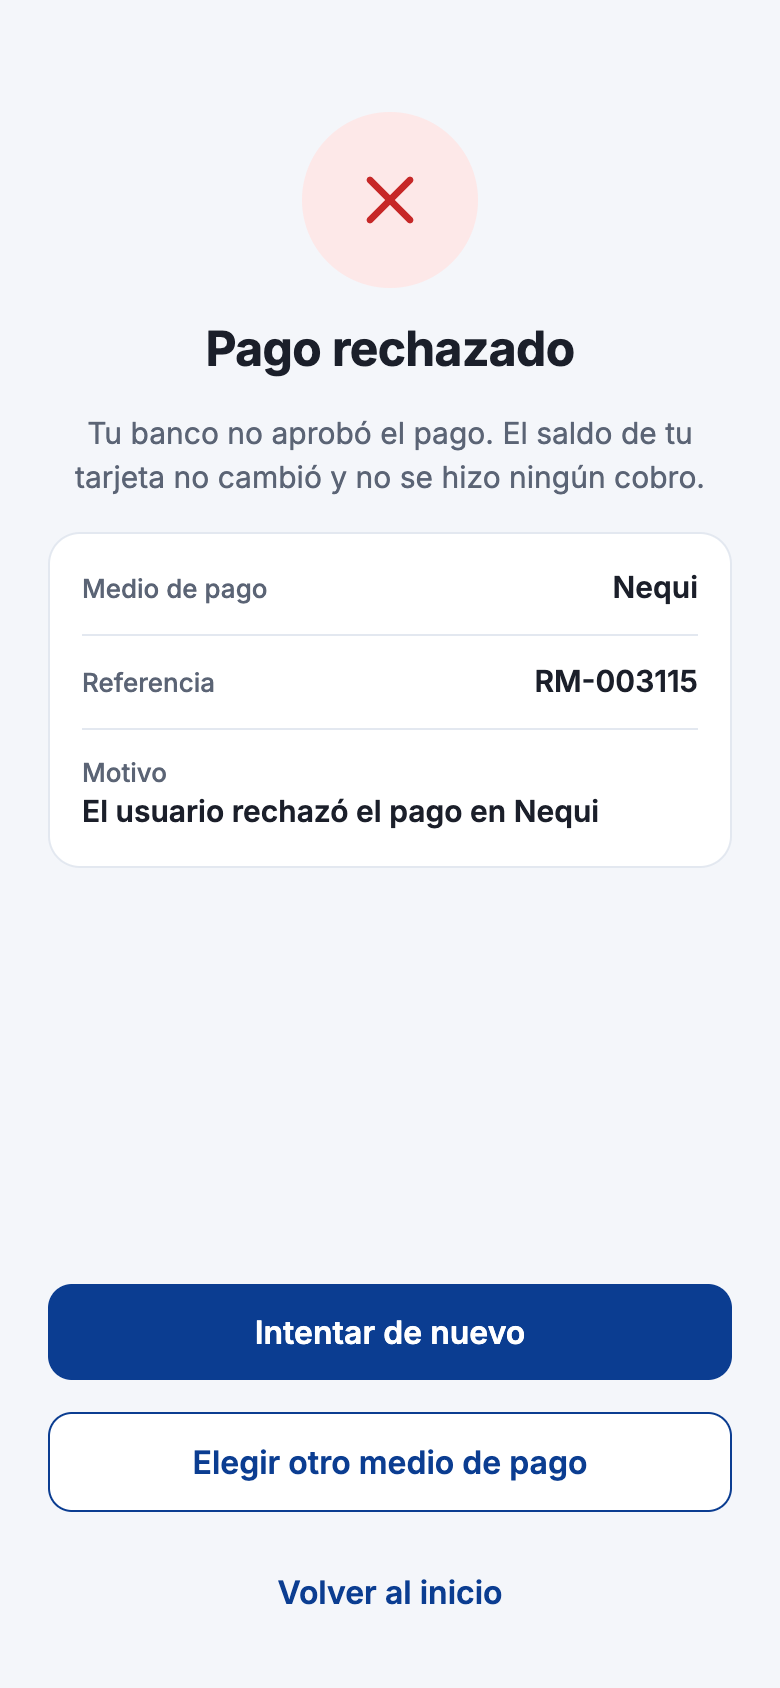 Pago rechazado
Tu banco no aprobó el pago. El saldo de tu
tarjeta no cambió y no se hizo ningún cobro.
Medio de pago Nequi
Referencia RM-003115
Motivo
El usuario rechazó el pago en Nequi
Intentar de nuevo
Elegir otro medio de pago
Volver al inicio